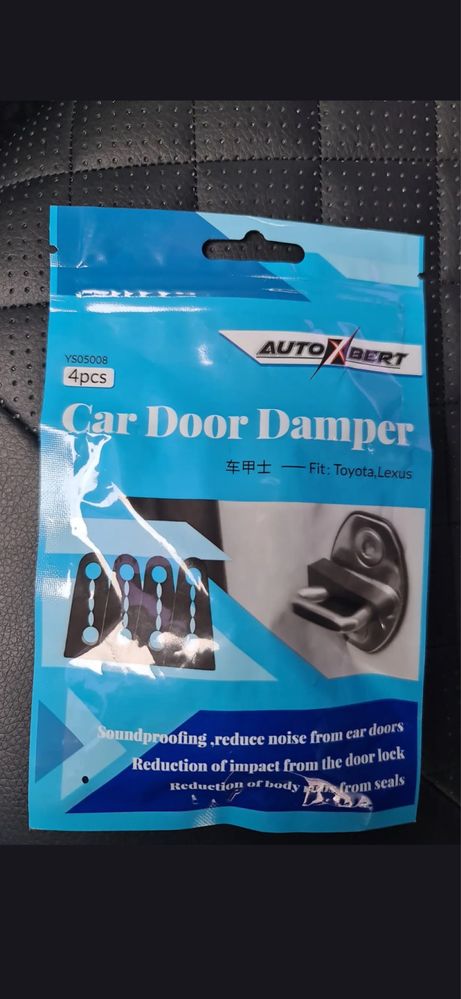 AUTOXBERT
YS05008
4pcs
Car Door Damper
车甲士 — Fit: Toyota,Lexus
Soundproofing ,reduce noise from car doors
Reduction of impact from the door lock
Reduction of body from seals